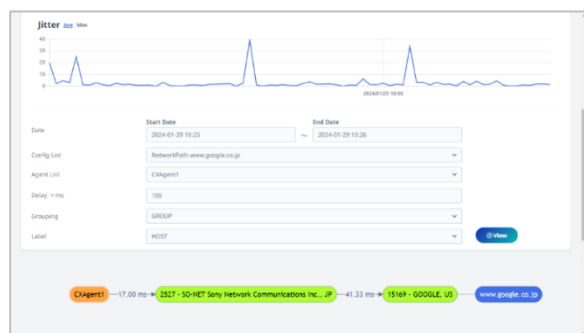 Jitter Avg Max
40
30
20
10
0
2024/01/29 10:00
Start Date End Date
Date 2024-01-29 10:25 ~ 2024-01-29 10:26
Config List NetworkPath-www.google.co.jp
Agent List CXAgent1
Delay: > ms 100
Grouping GROUP
Label HOST View
CXAgent1 17.00 ms 2527 - SO-NET Sony Network Communications Inc., JP 41.33 ms 15169 - GOOGLE, US www.google.co.jp